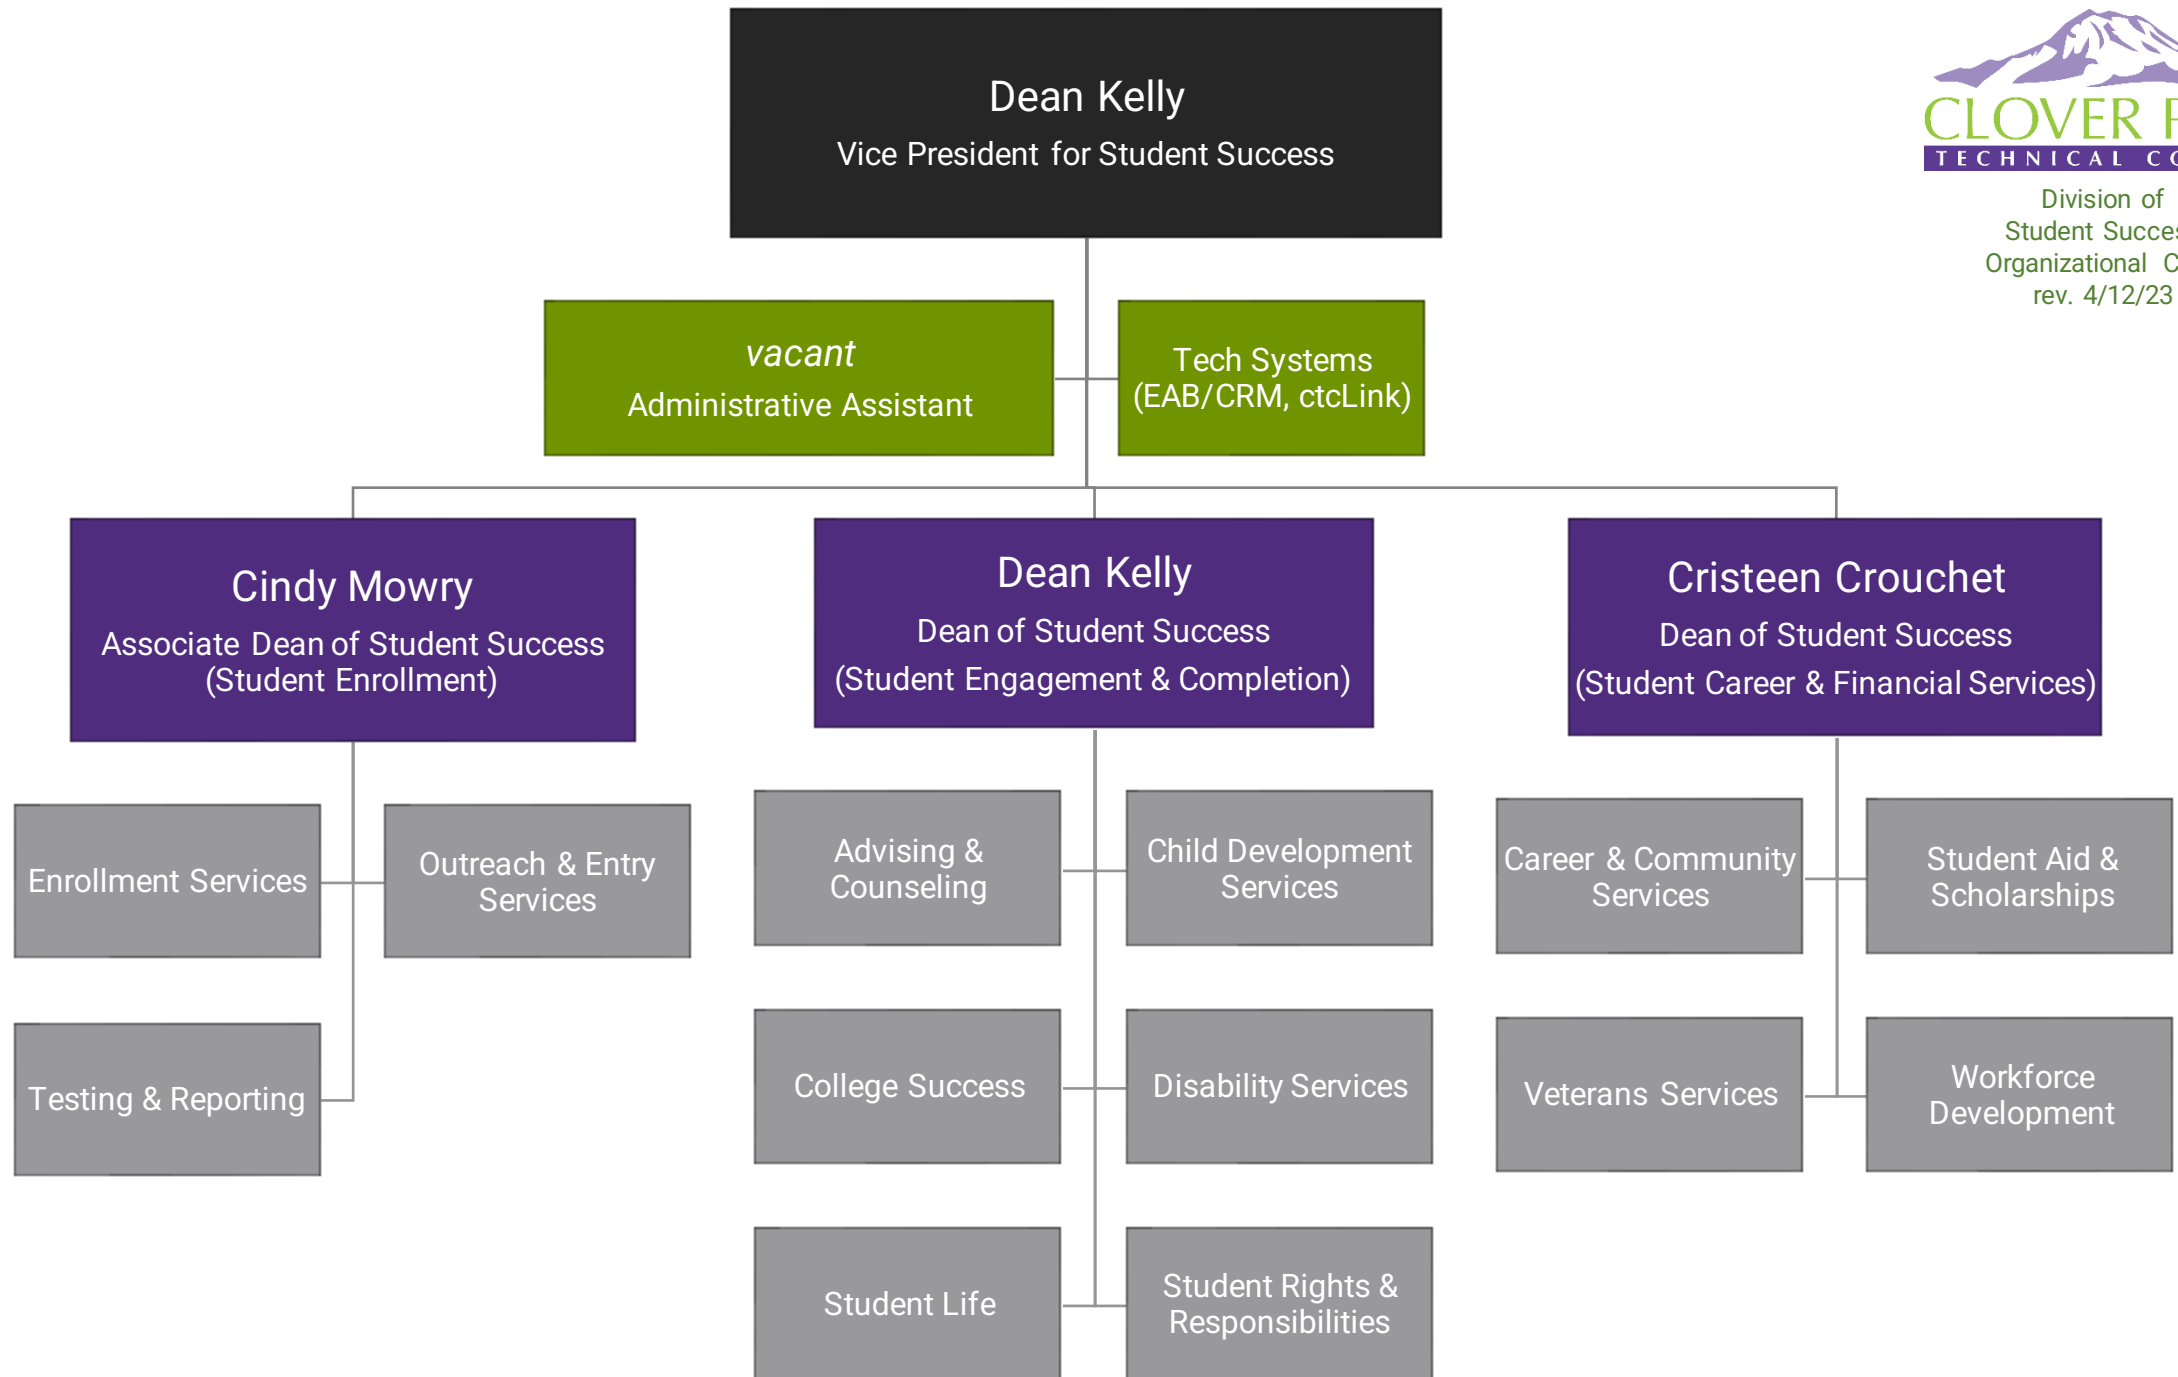 Dean Kelly
Vice President for Student Success
CLOVER
TECHNICAL
Division of
Student
Organizational
rev. 4/12/23
vacant
Administrative Assistant
Tech Systems
(EAB/CRM, ctcLink)
Cindy Mowry
Associate Dean of Student Success
(Student Enrollment)
Dean Kelly
Dean of Student Success
(Student Engagement & Completion)
Cristeen Crouchet
Dean of Student Success
(Student Career & Financial Services)
Enrollment Services
Outreach & Entry
Services
Testing & Reporting
Advising &
Counseling
Child Development
Services
College Success
Disability Services
Student Life
Student Rights &
Responsibilities
Career & Community
Services
Student Aid &
Scholarships
Veterans Services
Workforce
Development